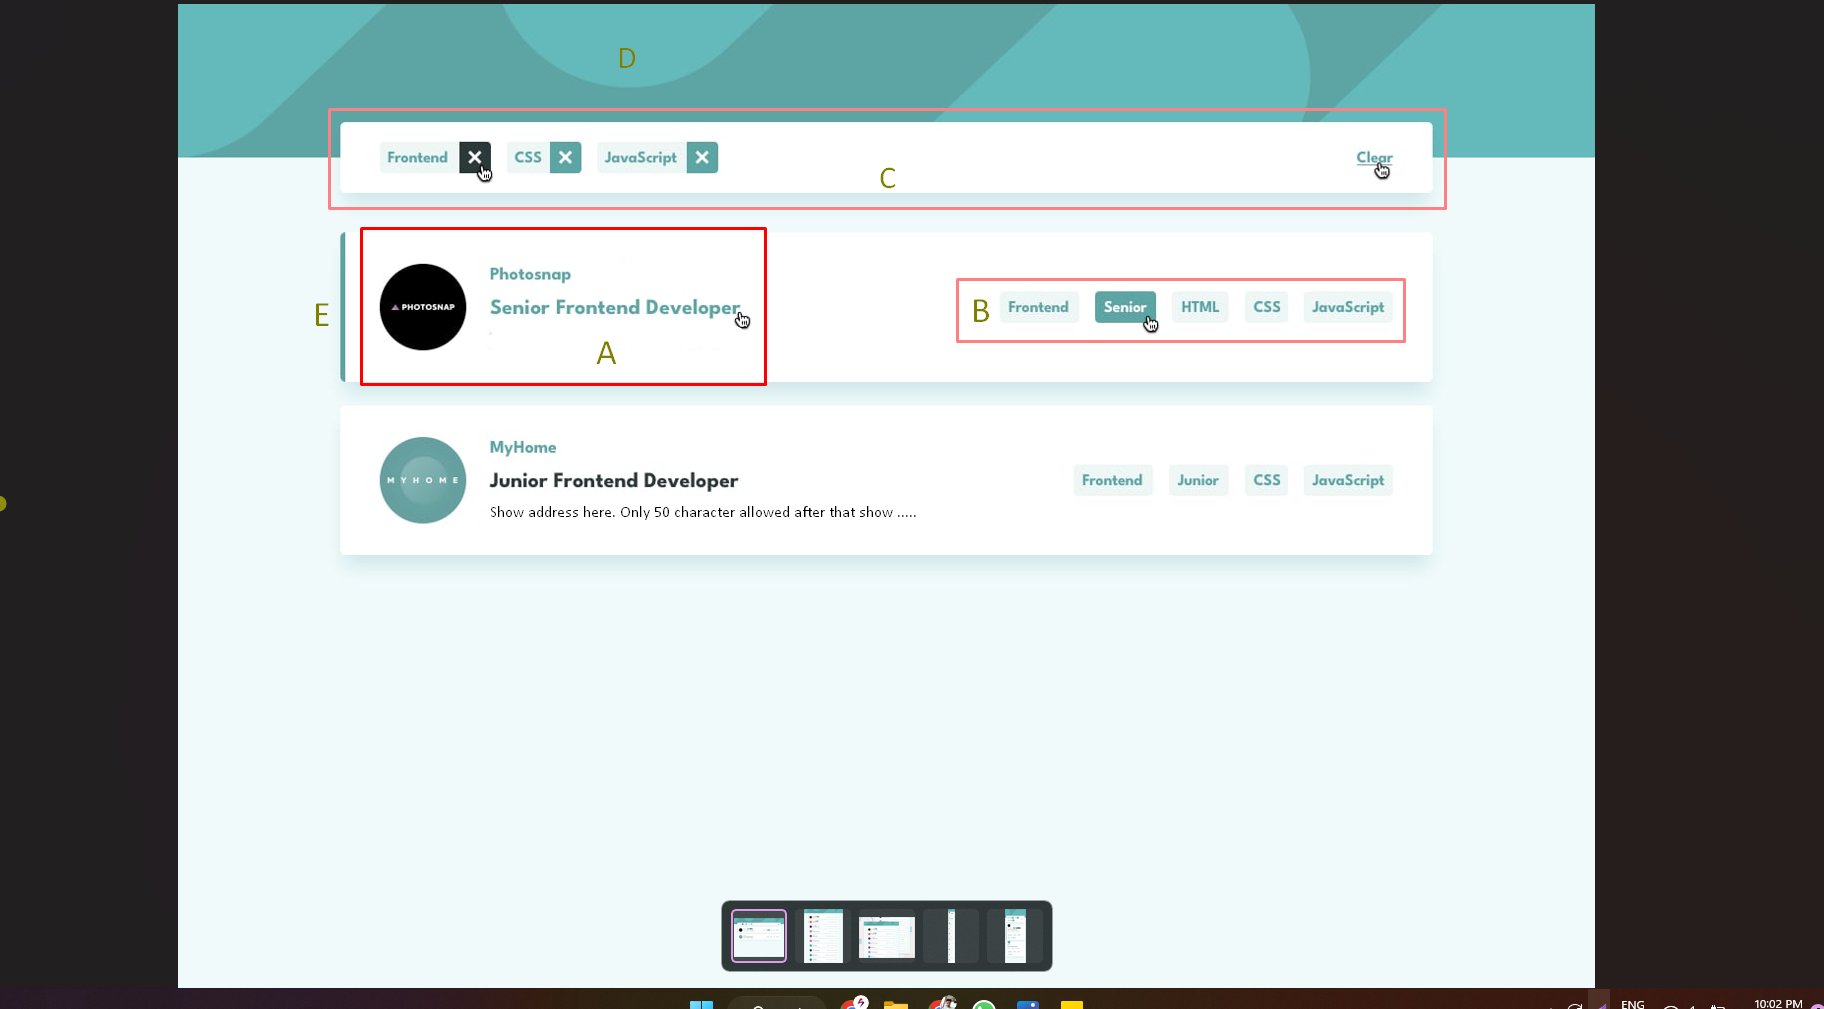 D
Frontend CSS JavaScript Clear
C
PHOTOSNAP
Photosnap
Senior Frontend Developer
A
E
B Frontend Senior HTML CSS JavaScript
MYHOME
MyHome
Junior Frontend Developer
Show address here. Only 50 character allowed after that show .....
Frontend Junior CSS JavaScript
ENG
10:02 PM